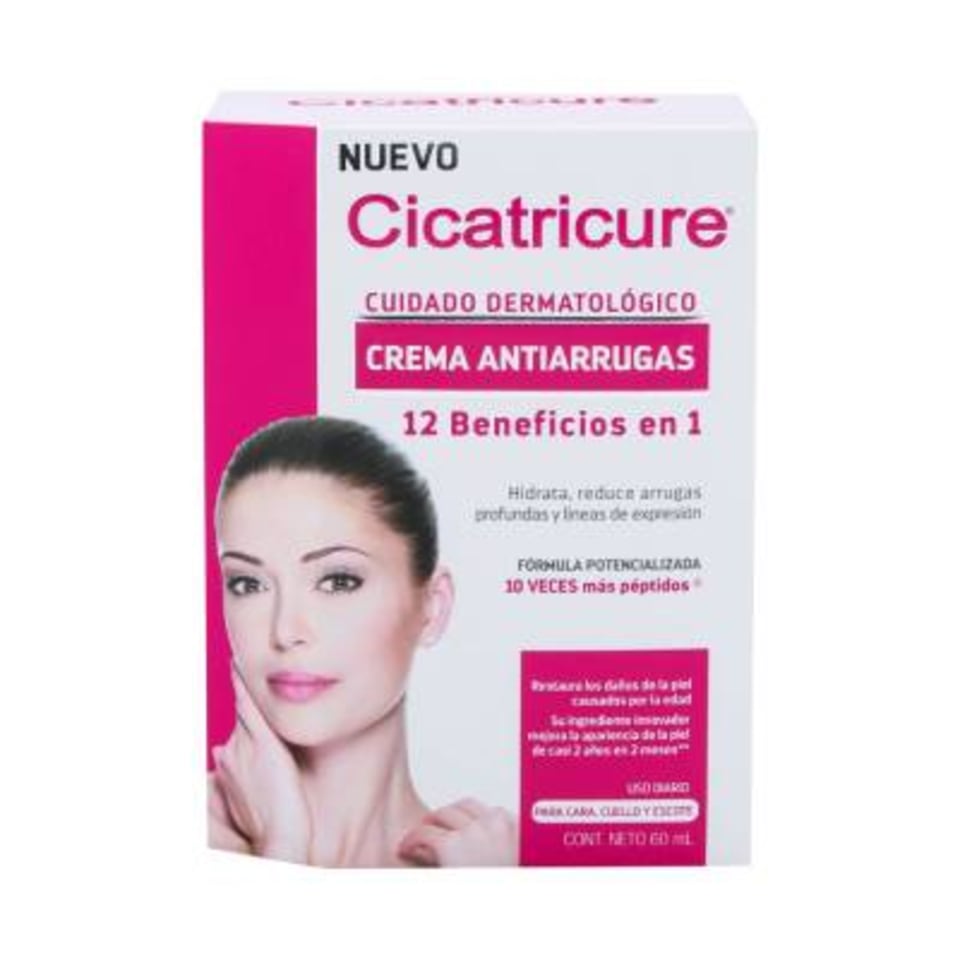 Cicatricure
NUEVO
Cicatricure®
CUIDADO DERMATOLÓGICO
CREMA ANTIARRUGAS
12 Beneficios en 1
Hidrata, reduce arrugas
profundas y líneas de expresión
FÓRMULA POTENCIALIZADA
10 VECES más péptidos
Restaura los daños de la piel
causados por la edad
Su ingrediente innovador
mejora la apariencia de la piel
de casi 2 años en 2 meses***
USO DIARIO
PARA CARA, CUELLO Y ESCOTE
CONT. NETO 60 mL